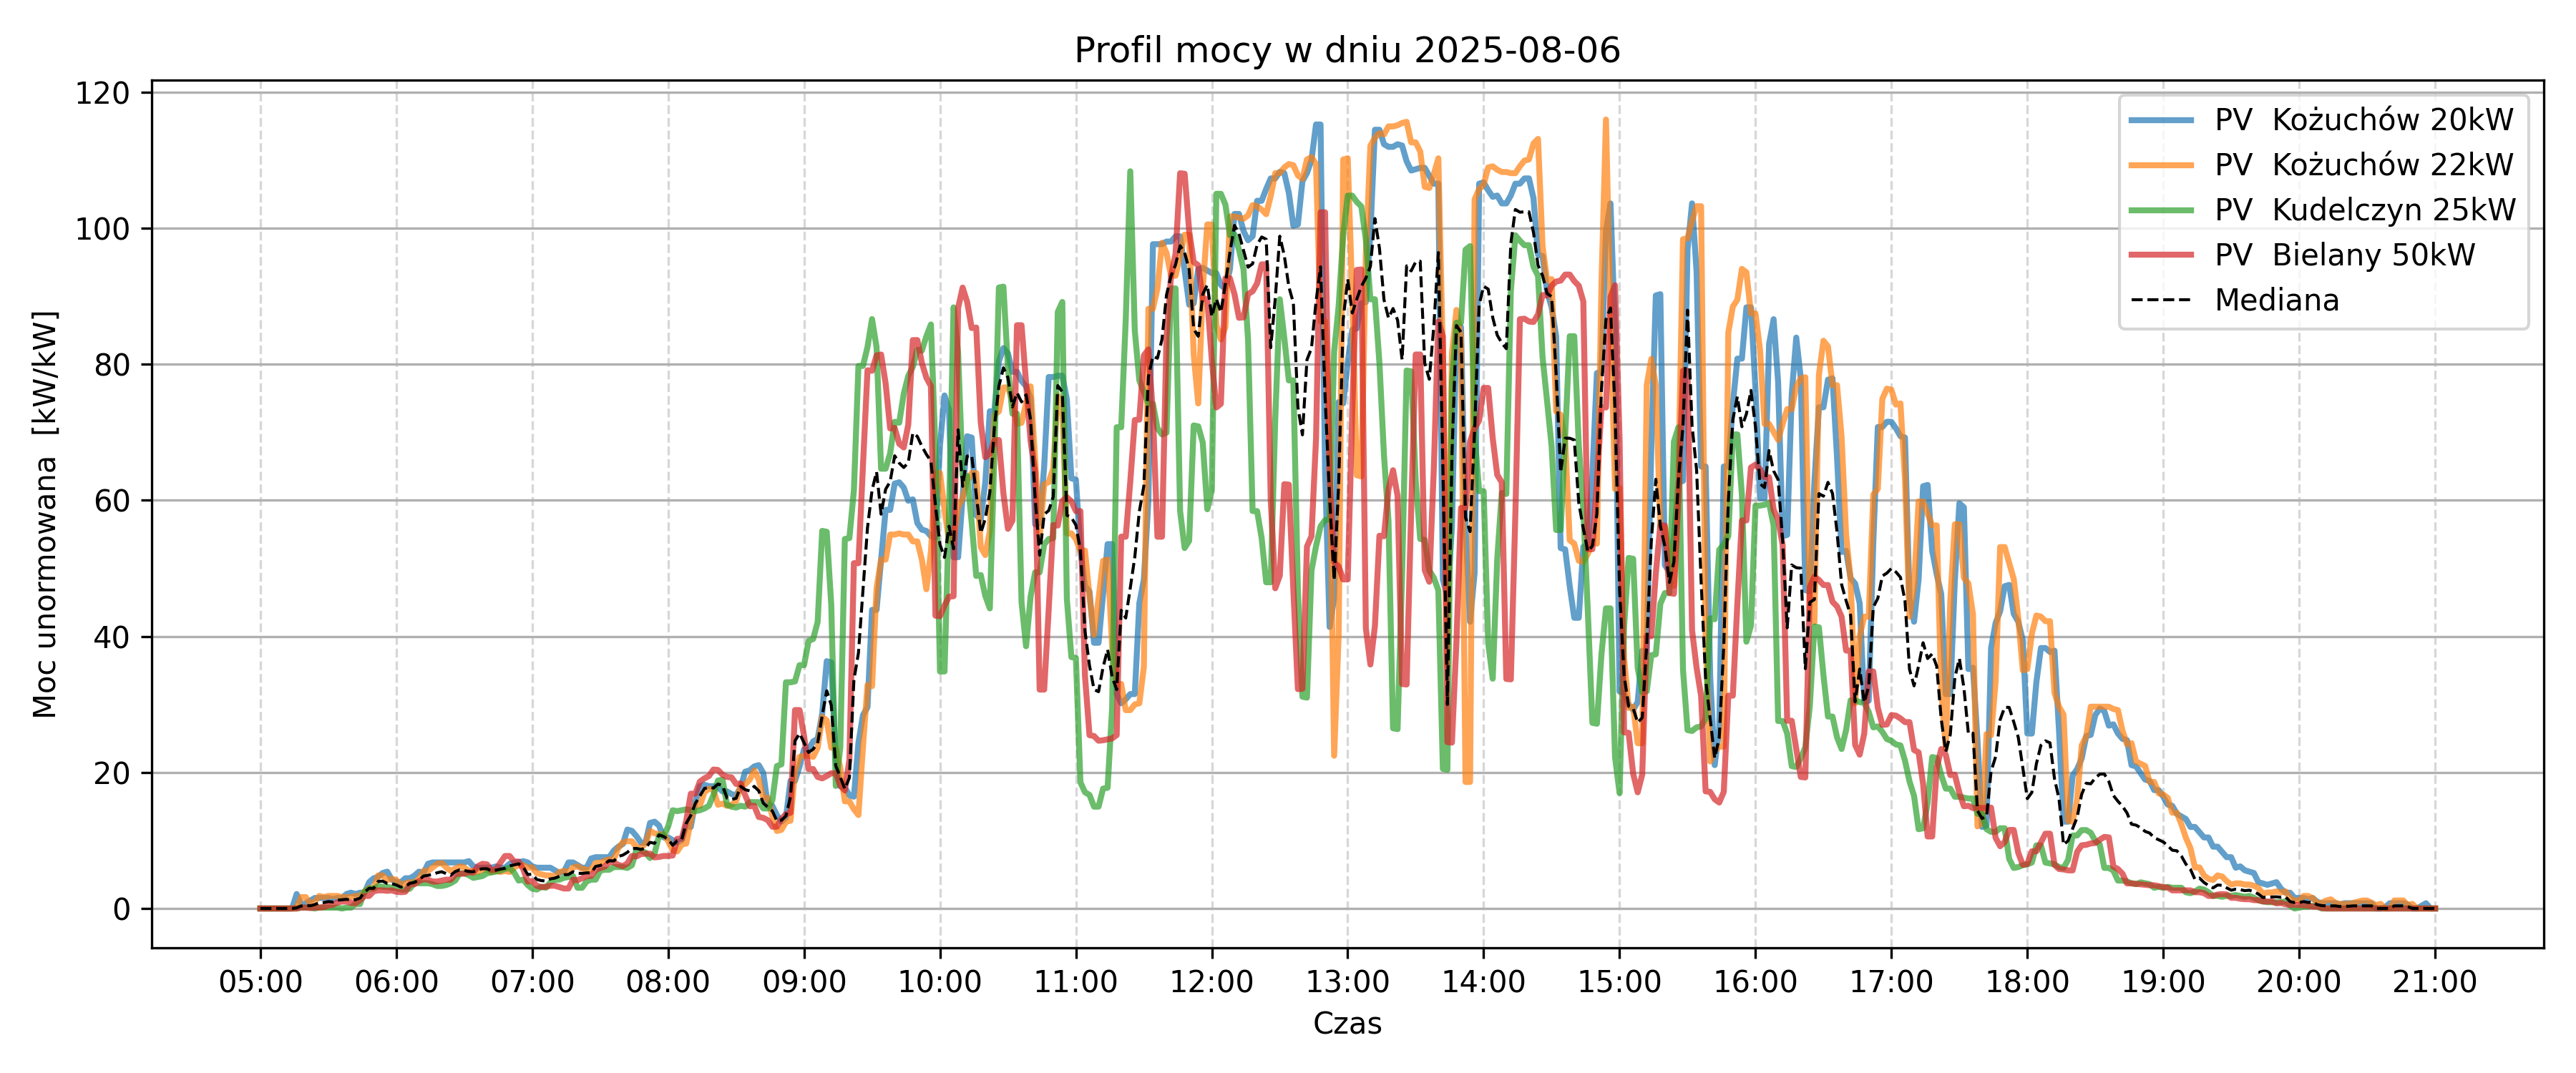 Profil mocy w dniu 2025-08-06
Moc unormowana  [kW/kW]
120
100
80
60
40
20
0
PV  Kożuchów 20kW
PV  Kożuchów 22kW
PV  Kudelczyn 25kW
PV  Bielany 50kW
Mediana
05:00 06:00 07:00 08:00 09:00 10:00 11:00 12:00 13:00 14:00 15:00 16:00 17:00 18:00 19:00 20:00 21:00
Czas